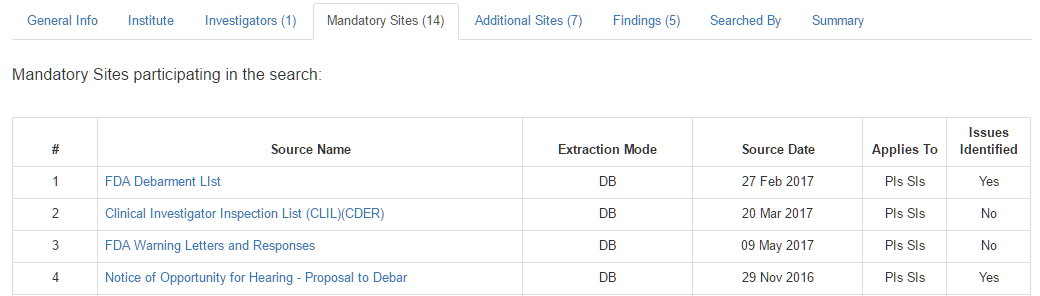 General Info Institute Investigators (1) Mandatory Sites (14) Additional Sites (7) Findings (5) Searched By Summary
Mandatory Sites participating in the search:
# Source Name Extraction Mode Source Date Applies To Issues Identified
1 FDA Debarment LIst DB 27 Feb 2017 PIs SIs Yes
2 Clinical Investigator Inspection List (CLIL)(CDER) DB 20 Mar 2017 PIs SIs No
3 FDA Warning Letters and Responses DB 09 May 2017 PIs SIs No
4 Notice of Opportunity for Hearing - Proposal to Debar DB 29 Nov 2016 PIs SIs Yes